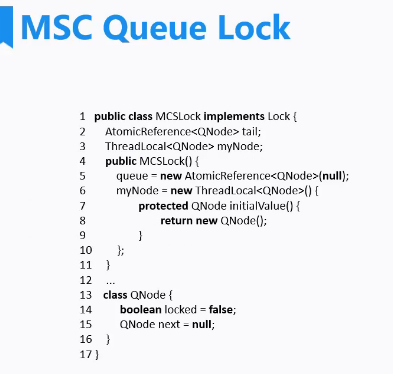 MSC Queue Lock
1 public class MCSLock implements Lock {
2 AtomicReference<QNode> tail;
3 ThreadLocal<QNode> myNode;
4 public MCSLock() {
5 queue = new AtomicReference<QNode>(null);
6 myNode = new ThreadLocal<QNode>() {
7 protected QNode initialValue() {
8 return new QNode();
9 }
10 };
11 }
12 ...
13 class QNode {
14 boolean locked = false;
15 QNode next = null;
16 }
17 }